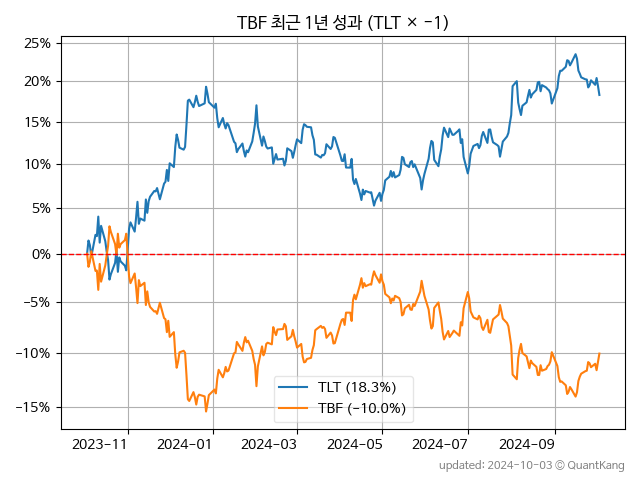 TBF 최근 1년 성과 (TLT × −1)
25%
20%
15%
10%
5%
0%
−5%
−10%
−15%
TLT (18.3%)
TBF (−10.0%)
2023−11 2024−01 2024−03 2024−05 2024−07 2024−09
updated: 2024-10-03 © QuantKang